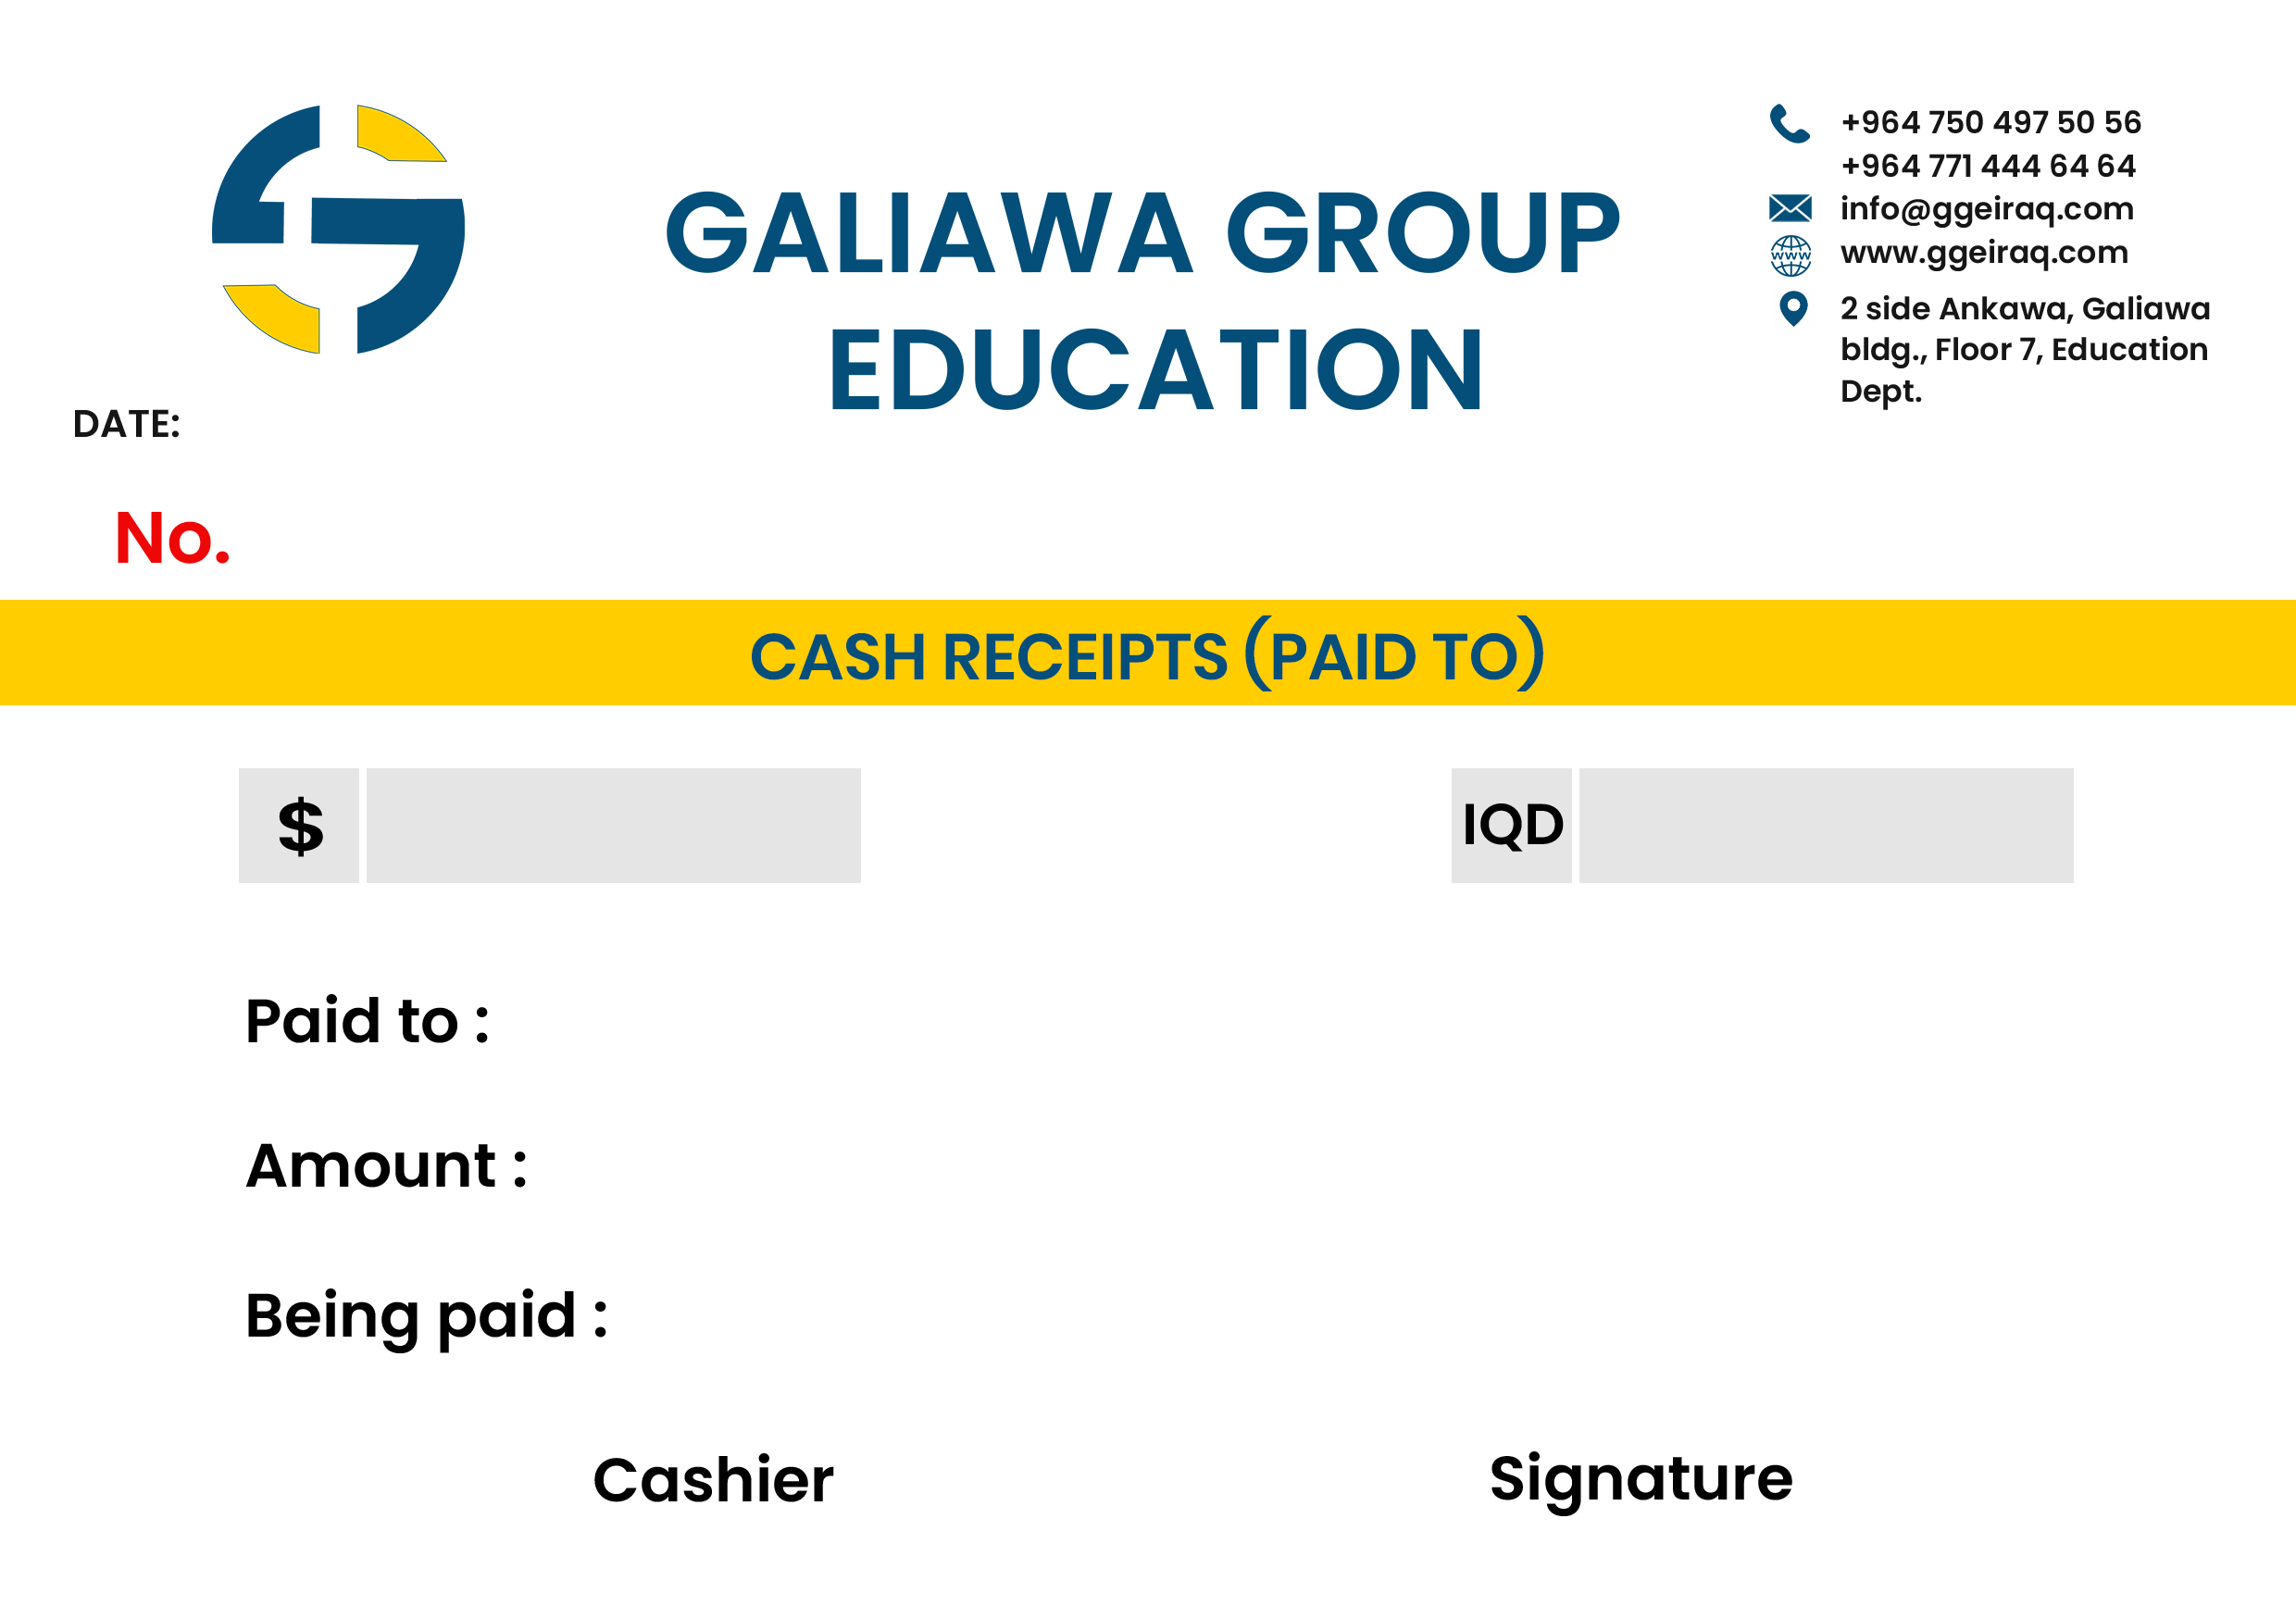 +964 750 497 50 56
+964 771 444 64 64
info@ggeiraq.com
www
www.ggeiraq.com
2 side Ankawa, Galiawa
bldg., Floor 7, Education
Dept.
GALIAWA GROUP
EDUCATION
DATE:
No.
CASH RECEIPTS (PAID TO)
$
IQD
Paid to :
Amount :
Being paid :
Cashier
Signature